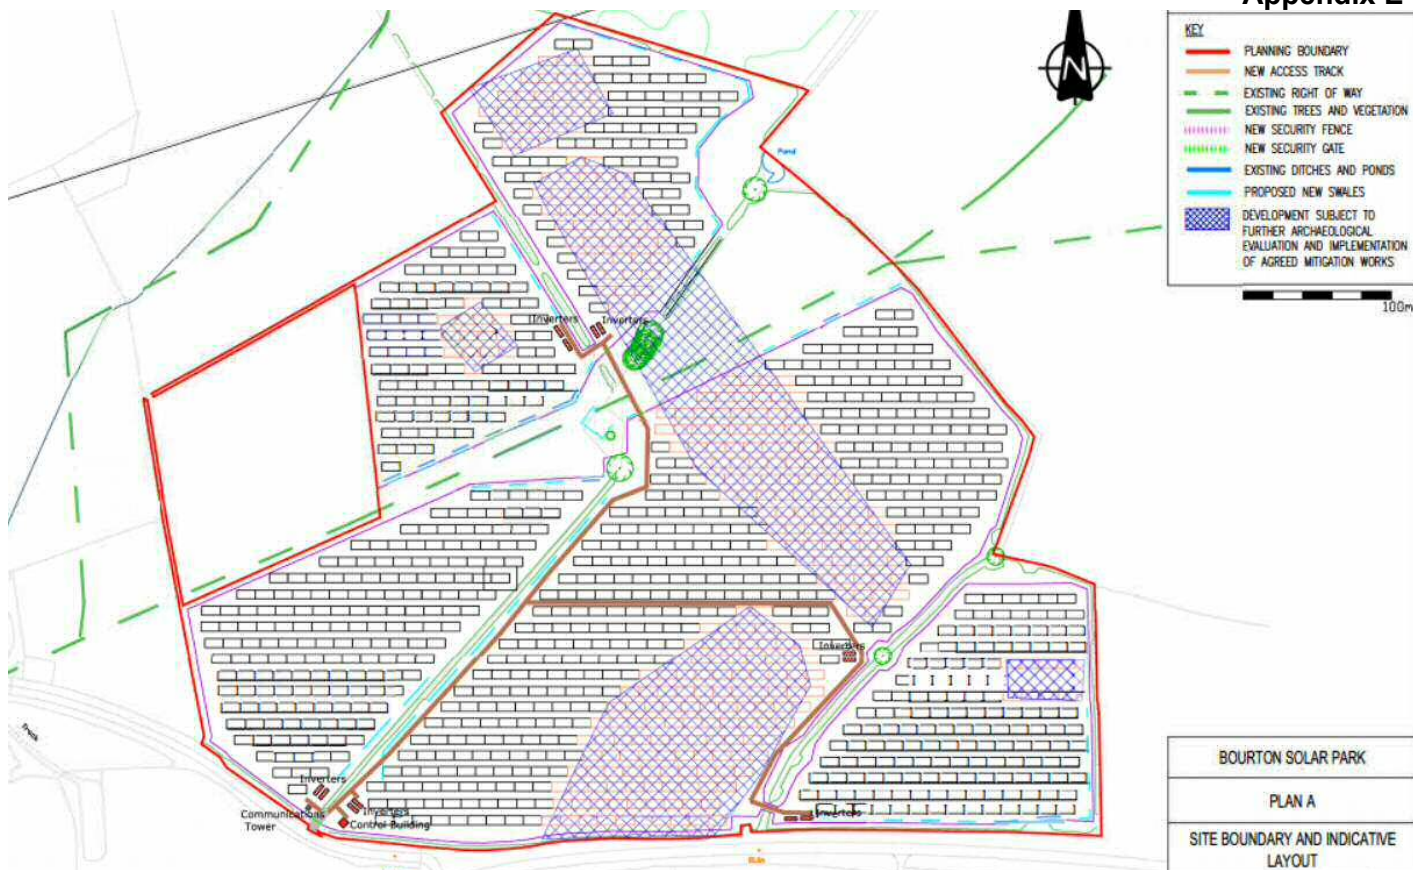 Appendix E
KEY
PLANNING BOUNDARY
NEW ACCESS TRACK
EXISTING RIGHT OF WAY
EXISTING TREES AND VEGETATION
NEW SECURITY FENCE
NEW SECURITY GATE
EXISTING DITCHES AND PONDS
PROPOSED NEW SWALES
DEVELOPMENT SUBJECT TO
FURTHER ARCHAEOLOGICAL
EVALUATION AND IMPLEMENTATION
OF AGREED MITIGATION WORKS
N
100m
Pond
Inverters
Inverters
Inverters
Track
Inverters
Inverters
Communications
Tower
Control Building
Inverters
BOURTON SOLAR PARK
PLAN A
SITE BOUNDARY AND INDICATIVE
LAYOUT